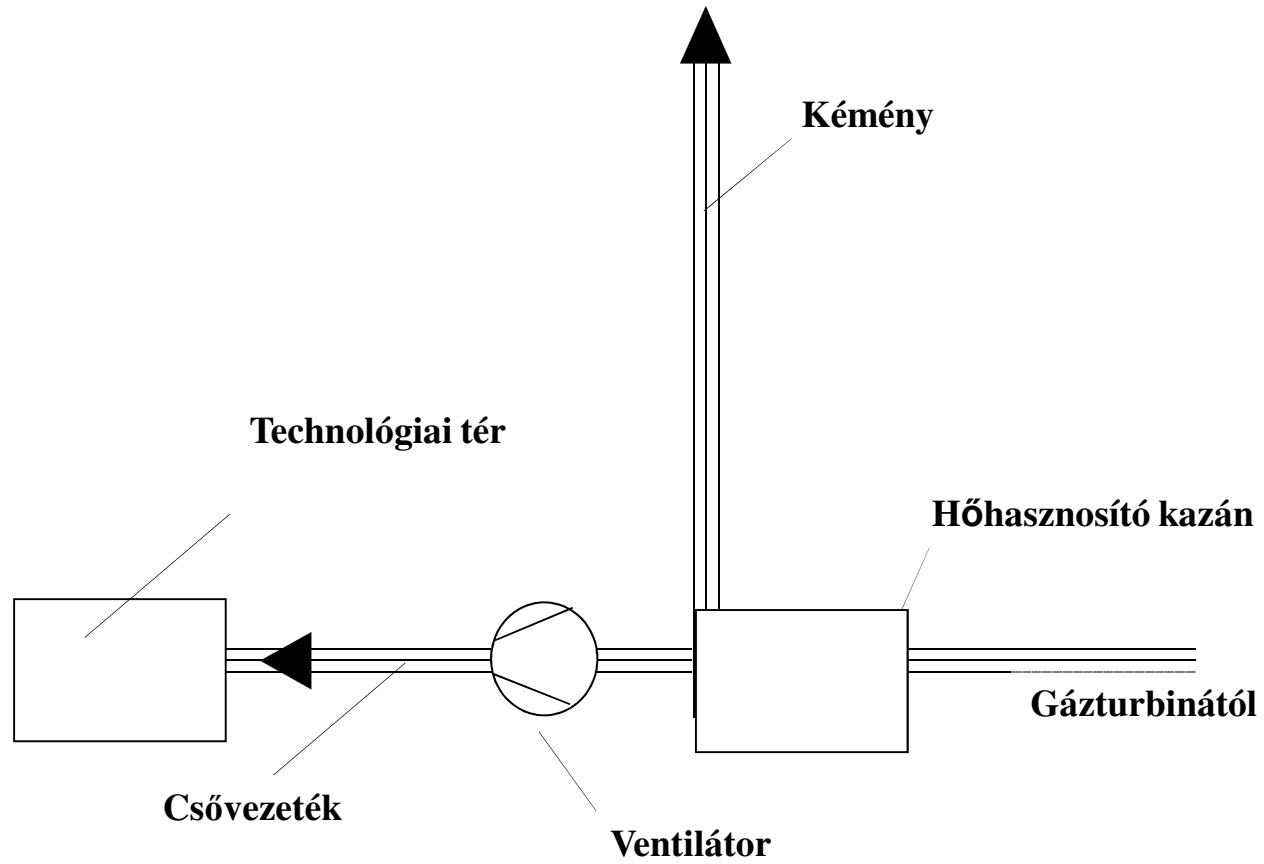 Kémény
Technológiai tér
Hőhasznosító kazán
Gázturbinától
Csővezeték
Ventilátor